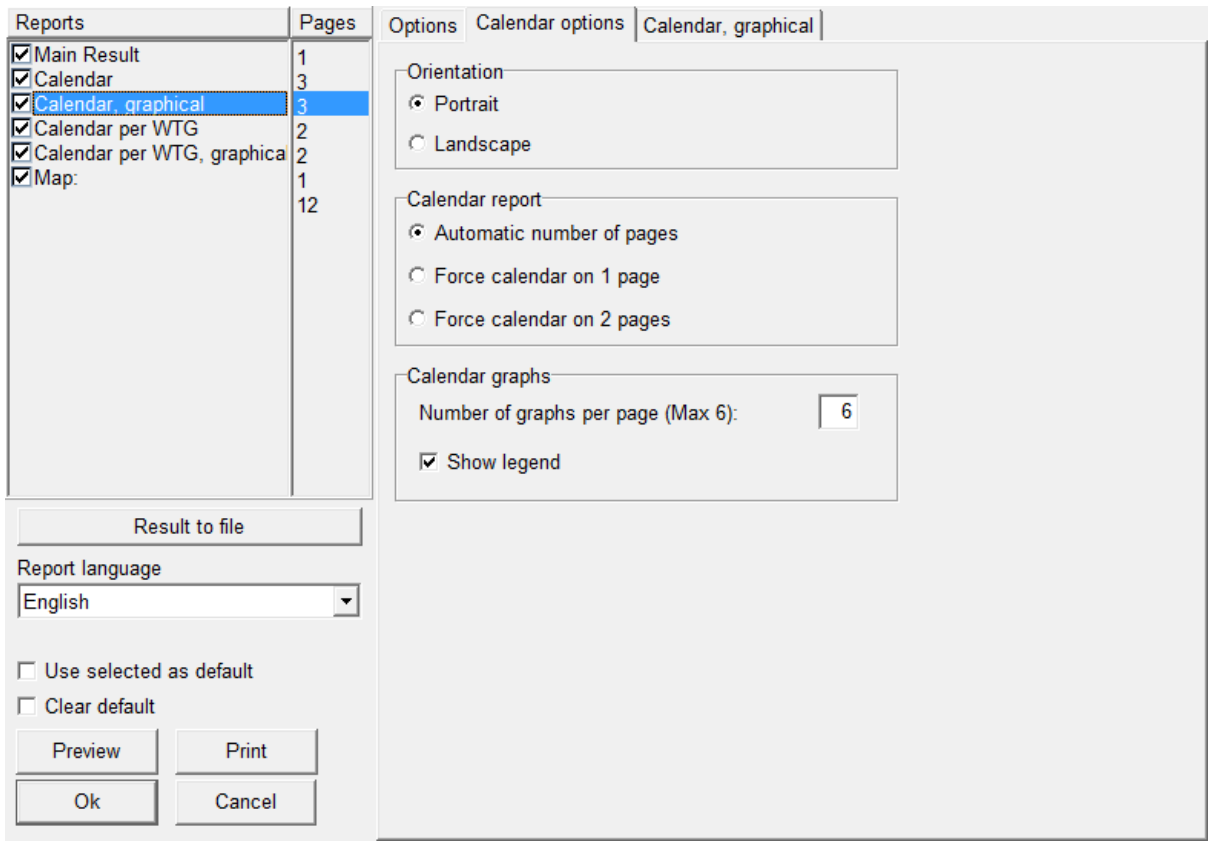 Reports Pages
Main Result 1
Calendar 3
Calendar, graphical 3
Calendar per WTG 2
Calendar per WTG, graphical 2
Map: 1
12
Result to file
Report language
English
Use selected as default
Clear default
Preview Print
Ok Cancel
Options Calendar options Calendar, graphical
Orientation
Portrait
Landscape
Calendar report
Automatic number of pages
Force calendar on 1 page
Force calendar on 2 pages
Calendar graphs
Number of graphs per page (Max 6): 6
Show legend